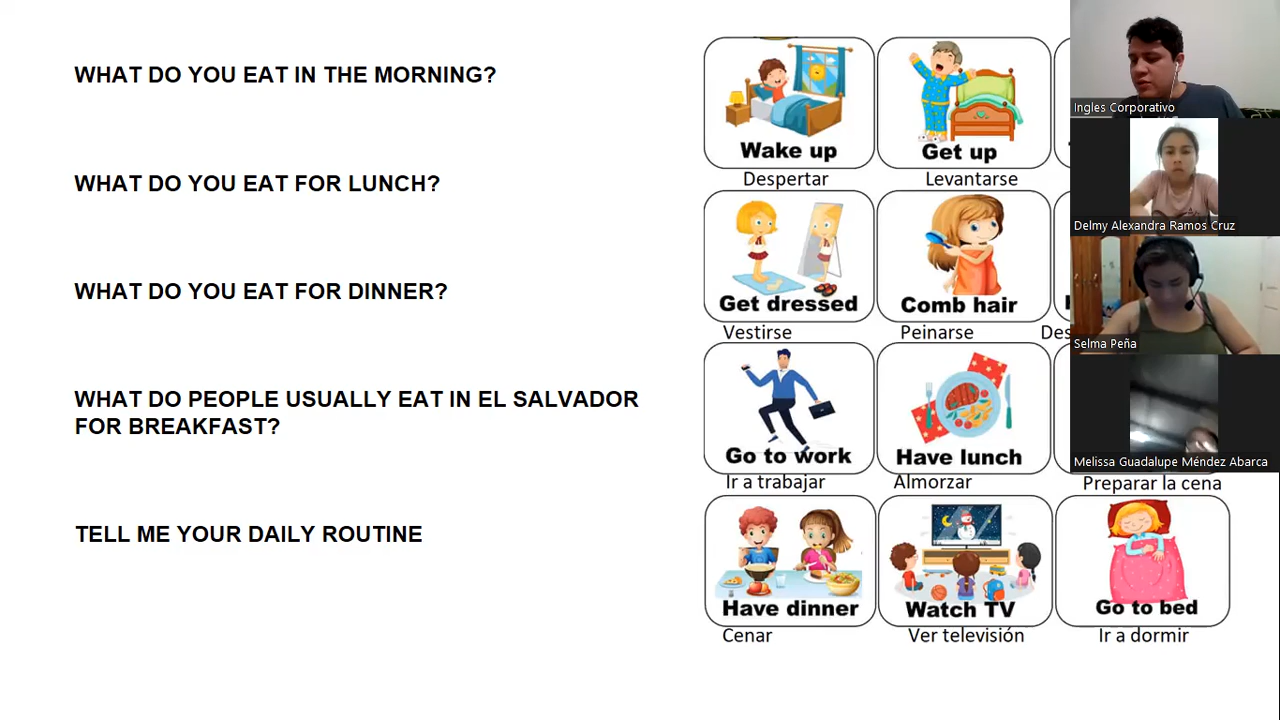 WHAT DO YOU EAT IN THE MORNING?
WHAT DO YOU EAT FOR LUNCH?
WHAT DO YOU EAT FOR DINNER?
WHAT DO PEOPLE USUALLY EAT IN EL SALVADOR
FOR BREAKFAST?
TELL ME YOUR DAILY ROUTINE
Wake up
Get up
Despertar
Levantarse
Get dressed
Comb hair
Vestirse
Peinarse
Go to work
Have lunch
Ir a trabajar
Almorzar
Preparar la cena
Have dinner
Watch TV
Go to bed
Cenar
Ver televisión
Ir a dormir
Ingles Corporativo
Delmy Alexandra Ramos Cruz
Selma Peña
Melissa Guadalupe Méndez Abarca